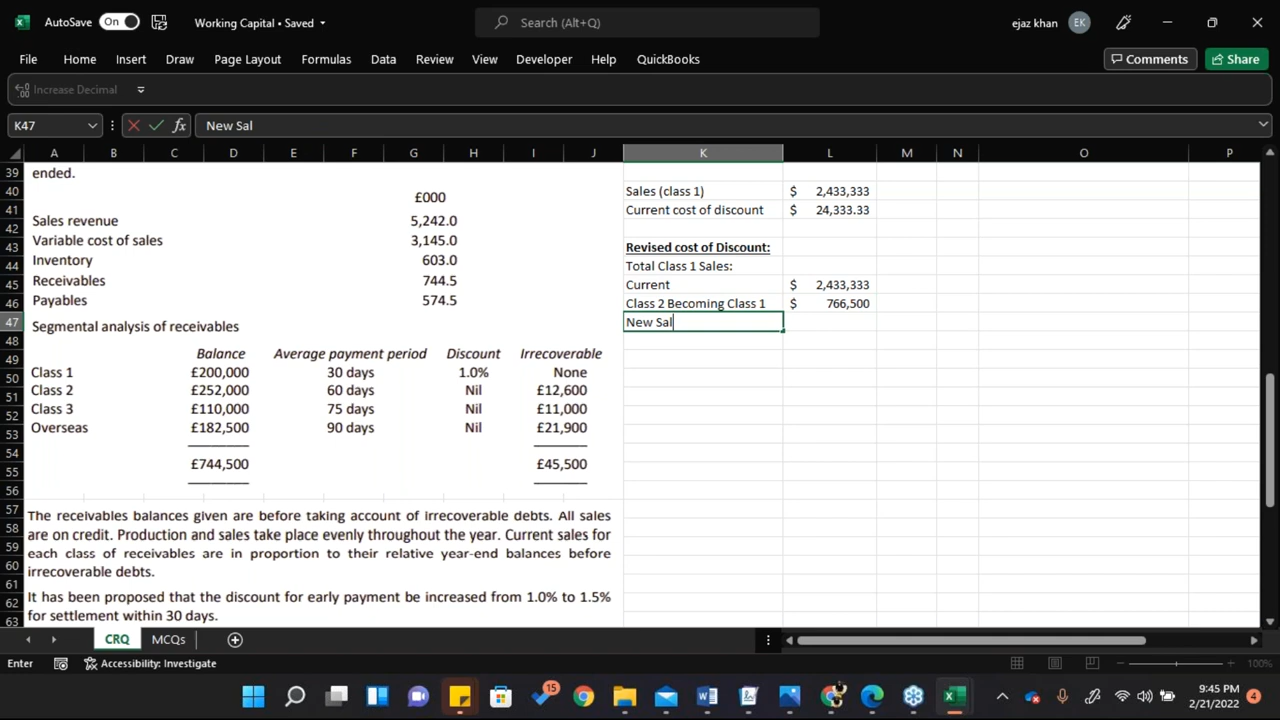 AutoSave On Working Capital • Saved Search (Alt+Q) ejaz khan EK
File Home Insert Draw Page Layout Formulas Data Review View Developer Help QuickBooks Comments Share
Increase Decimal
K47 fx New Sal
A B C D E F G H I J K L M N O P
39 ended.
40 Sales (class 1) $ 2,433,333
£000
41 Current cost of discount $ 24,333.33
42 Sales revenue 5,242.0
43 Variable cost of sales 3,145.0 Revised cost of Discount:
44 Inventory 603.0 Total Class 1 Sales:
45 Receivables 744.5 Current $ 2,433,333
46 Payables 574.5 Class 2 Becoming Class 1 $ 766,500
47 Segmental analysis of receivables New Sal
48
49 Balance Average payment period Discount Irrecoverable
50 Class 1 £200,000 30 days 1.0% None
51 Class 2 £252,000 60 days Nil £12,600
52 Class 3 £110,000 75 days Nil £11,000
53 Overseas £182,500 90 days Nil £21,900
54
55 £744,500 £45,500
56
57 The receivables balances given are before taking account of irrecoverable debts. All sales
58 are on credit. Production and sales take place evenly throughout the year. Current sales for
59 each class of receivables are in proportion to their relative year-end balances before
60 irrecoverable debts.
61
62 It has been proposed that the discount for early payment be increased from 1.0% to 1.5%
63 for settlement within 30 days.
CRQ MCQs
Enter Accessibility: Investigate 100%
15
9:45 PM
2/21/2022
4